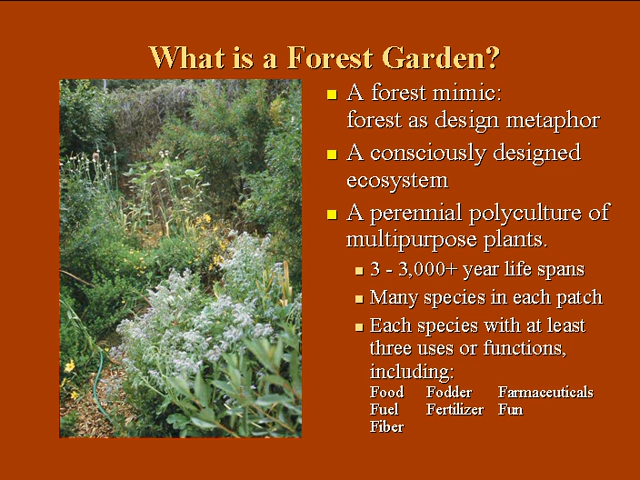 What is a Forest Garden?
A forest mimic:
forest as design metaphor
A consciously designed
ecosystem
A perennial polyculture of
multipurpose plants.
3 - 3,000+ year life spans
Many species in each patch
Each species with at least
three uses or functions,
including:
Food Fodder Farmaceuticals
Fuel Fertilizer Fun
Fiber